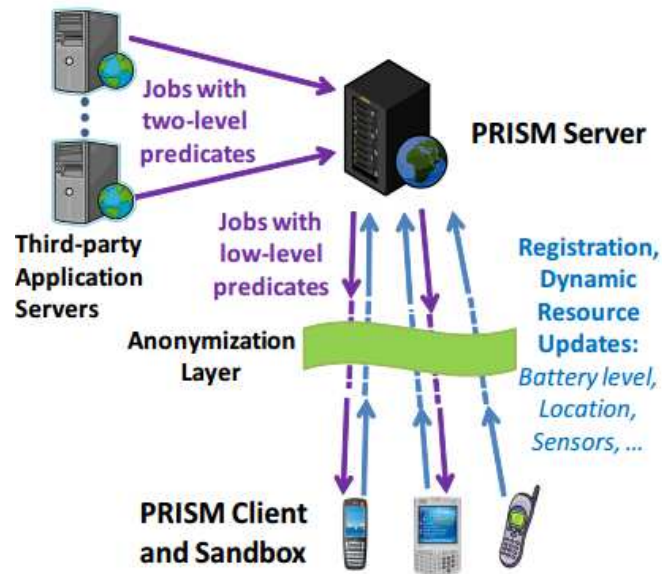 Jobs with
two-level
predicates
PRISM Server
Third-party
Application
Servers
Jobs with
low-level
predicates
Registration,
Dynamic
Resource
Updates:
Battery level,
Location,
Sensors, ...
Anonymization
Layer
PRISM Client
and Sandbox